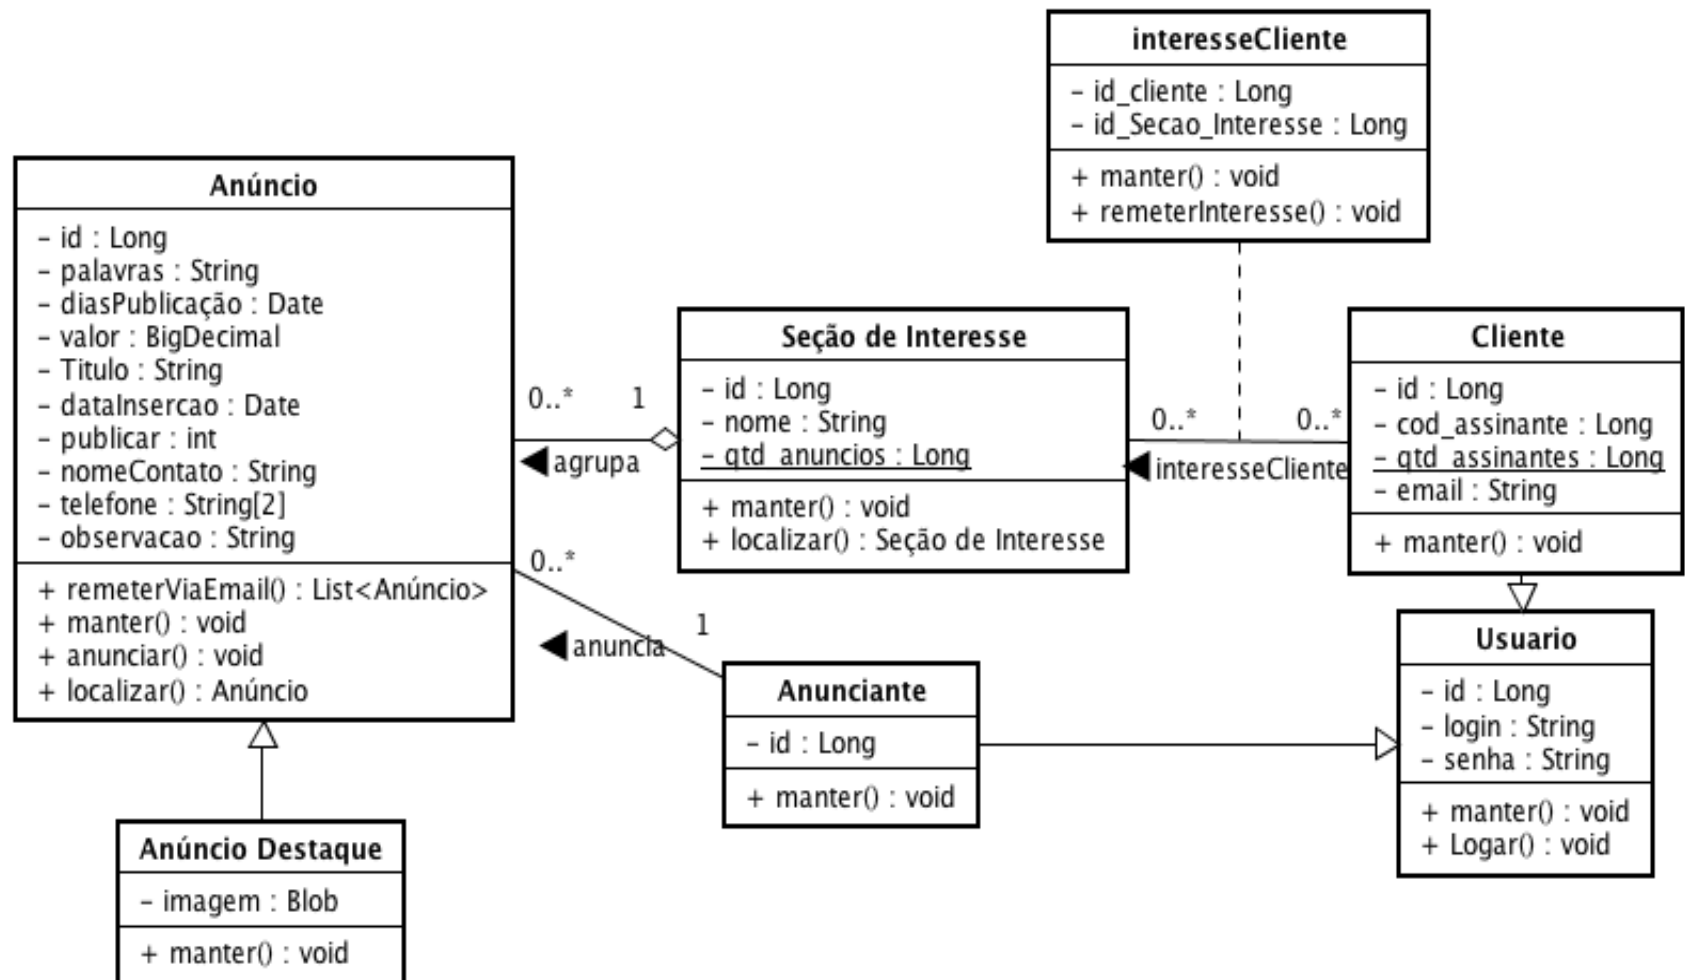 interesseCliente
- id_cliente : Long
- id_Secao_Interesse : Long
+ manter() : void
+ remeterInteresse() : void
Anúncio
- id : Long
- palavras : String
- diasPublicação : Date
- valor : BigDecimal
- Titulo : String
- dataInsercao : Date
- publicar : int
- nomeContato : String
- telefone : String[2]
- observacao : String
+ remeterViaEmail() : List<Anúncio>
+ manter() : void
+ anunciar() : void
+ localizar() : Anúncio
0..*
1
agrupa
Seção de Interesse
- id : Long
- nome : String
- qtd_anuncios : Long
+ manter() : void
+ localizar() : Seção de Interesse
0..*
0..*
interesseCliente
Cliente
- id : Long
- cod_assinante : Long
- qtd_assinantes : Long
- email : String
+ manter() : void
0..*
1
anuncia
Anunciante
- id : Long
+ manter() : void
Usuario
- id : Long
- login : String
- senha : String
+ manter() : void
+ Logar() : void
Anúncio Destaque
- imagem : Blob
+ manter() : void